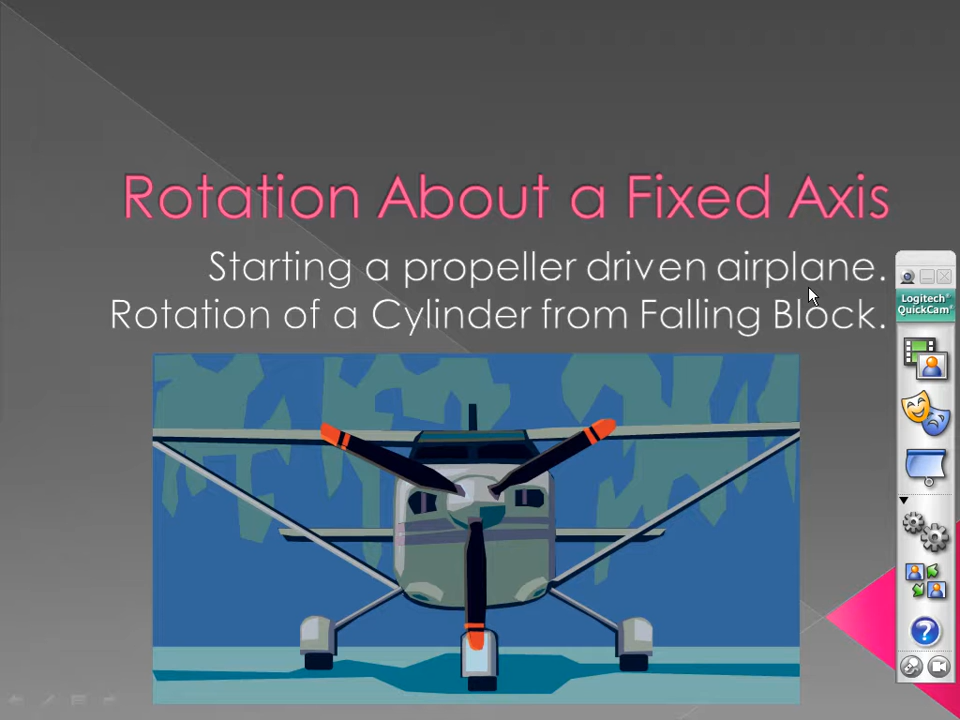 Rotation About a Fixed Axis
Starting a propeller driven airplane.
Rotation of a Cylinder from Falling Block.
Logitech®
QuickCam®
?